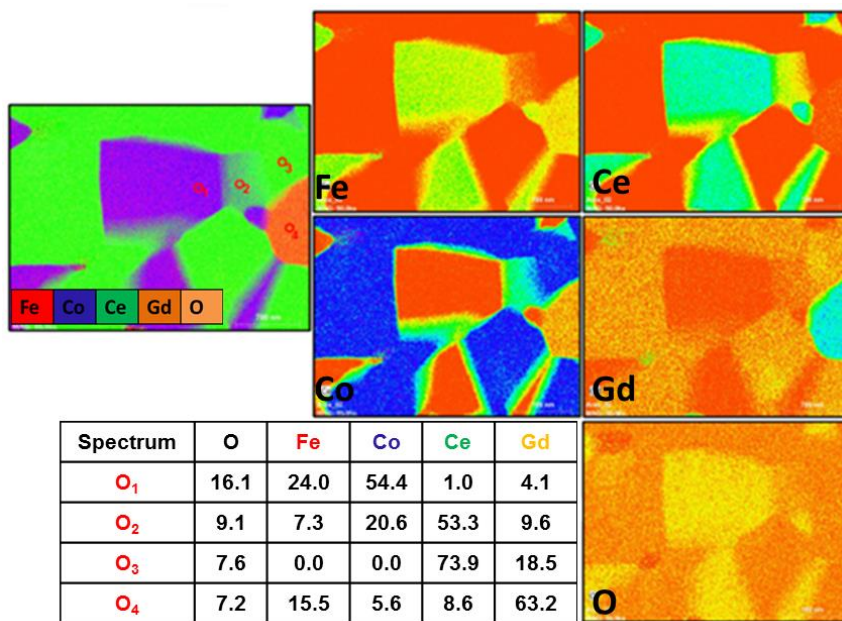 Fe
Ce
O₁
O₂
O₃
O₄
Fe Co Ce Gd O
Co
Gd
Spectrum O Fe Co Ce Gd
O₁ 16.1 24.0 54.4 1.0 4.1
O₂ 9.1 7.3 20.6 53.3 9.6
O₃ 7.6 0.0 0.0 73.9 18.5
O₄ 7.2 15.5 5.6 8.6 63.2
O